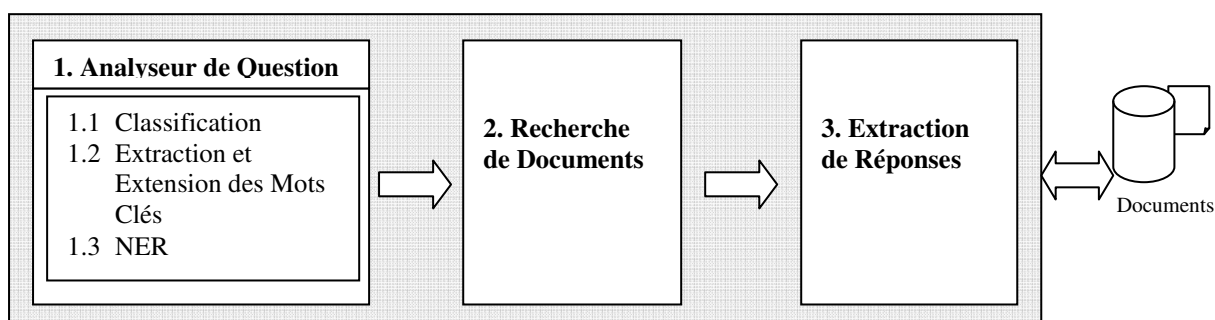 1. Analyseur de Question
1.1 Classification
1.2 Extraction et
Extension des Mots
Clés
1.3 NER
2. Recherche
de Documents
3. Extraction
de Réponses
Documents